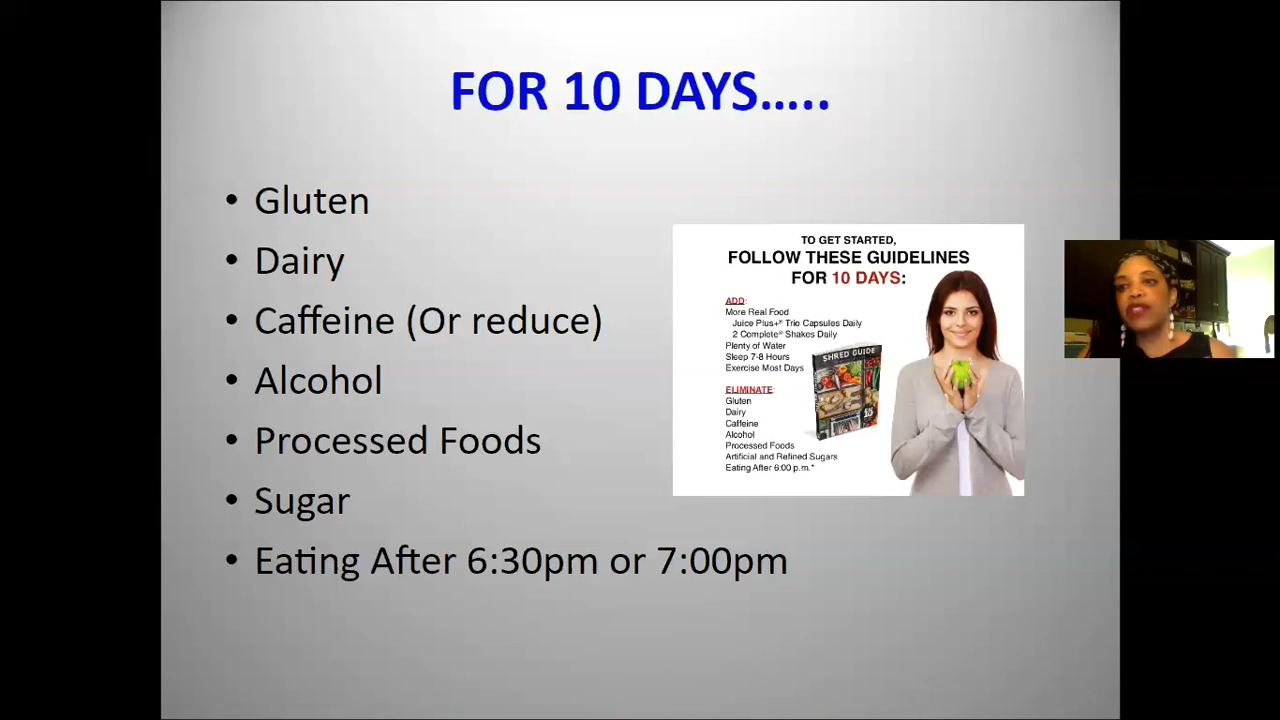 FOR 10 DAYS.....
• Gluten
• Dairy
• Caffeine (Or reduce)
• Alcohol
• Processed Foods
• Sugar
• Eating After 6:30pm or 7:00pm
TO GET STARTED,
FOLLOW THESE GUIDELINES
FOR 10 DAYS:
ADD:
More Real Food
Juice Plus+® Trio Capsules Daily
2 Complete® Shakes Daily
Plenty of Water
Sleep 7-8 Hours
Exercise Most Days
ELIMINATE:
Gluten
Dairy
Caffeine
Alcohol
Processed Foods
Artificial and Refined Sugars
Eating After 6:00 p.m.*
SHRED GUIDE